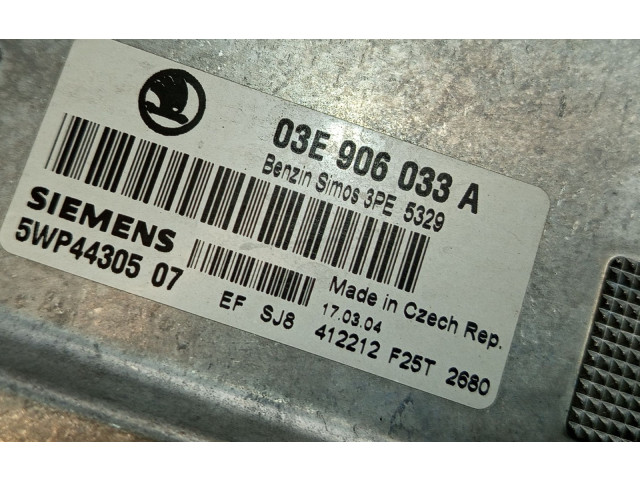 03E 906 033 A
Benzin Simos 3PE 5329
SIEMENS
5WP44305 07
Made in Czech Rep.
17.03.04
EF SJ8 412212 F25T 2680